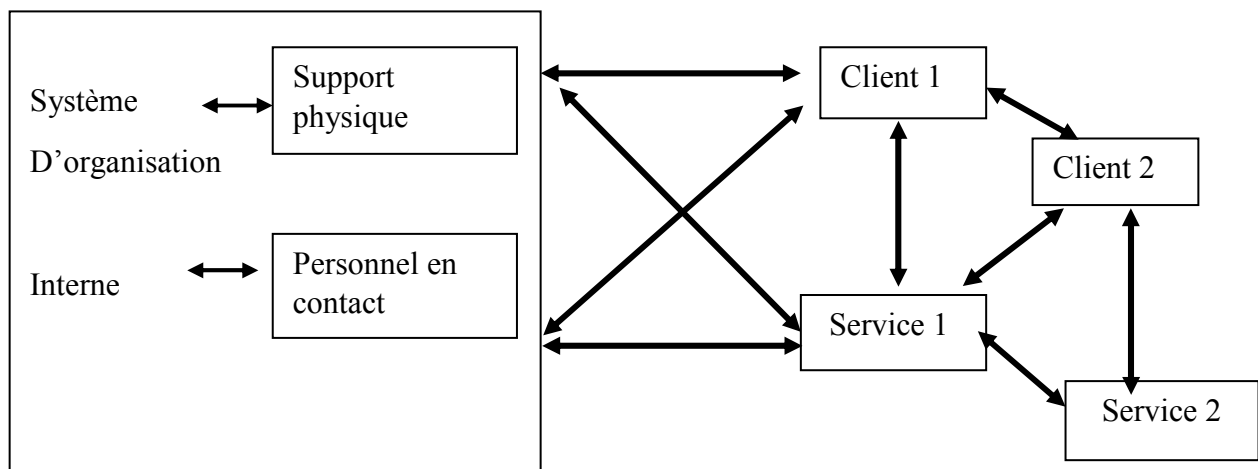 Système
D’organisation
Interne
Support
physique
Personnel en
contact
Client 1
Client 2
Service 1
Service 2